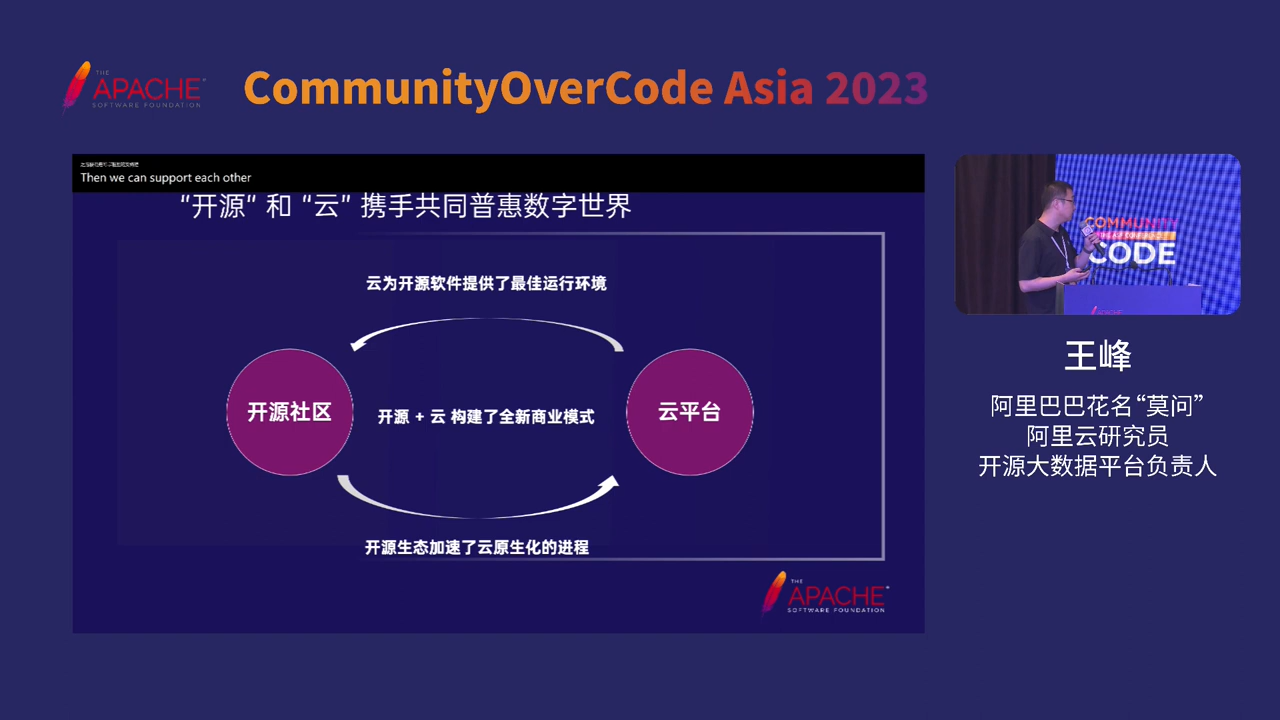 THE
APACHE
SOFTWARE FOUNDATION
CommunityOverCode Asia 2023
Then we can support each other
“开源” 和 “云” 携手共同普惠数字世界
云为开源软件提供了最佳运行环境
开源社区
开源 + 云 构建了全新商业模式
云平台
开源生态加速了云原生化的进程
THE
APACHE
SOFTWARE FOUNDATION
COMMUNITY
CODE
王峰
阿里巴巴花名“莫问”
阿里云研究员
开源大数据平台负责人